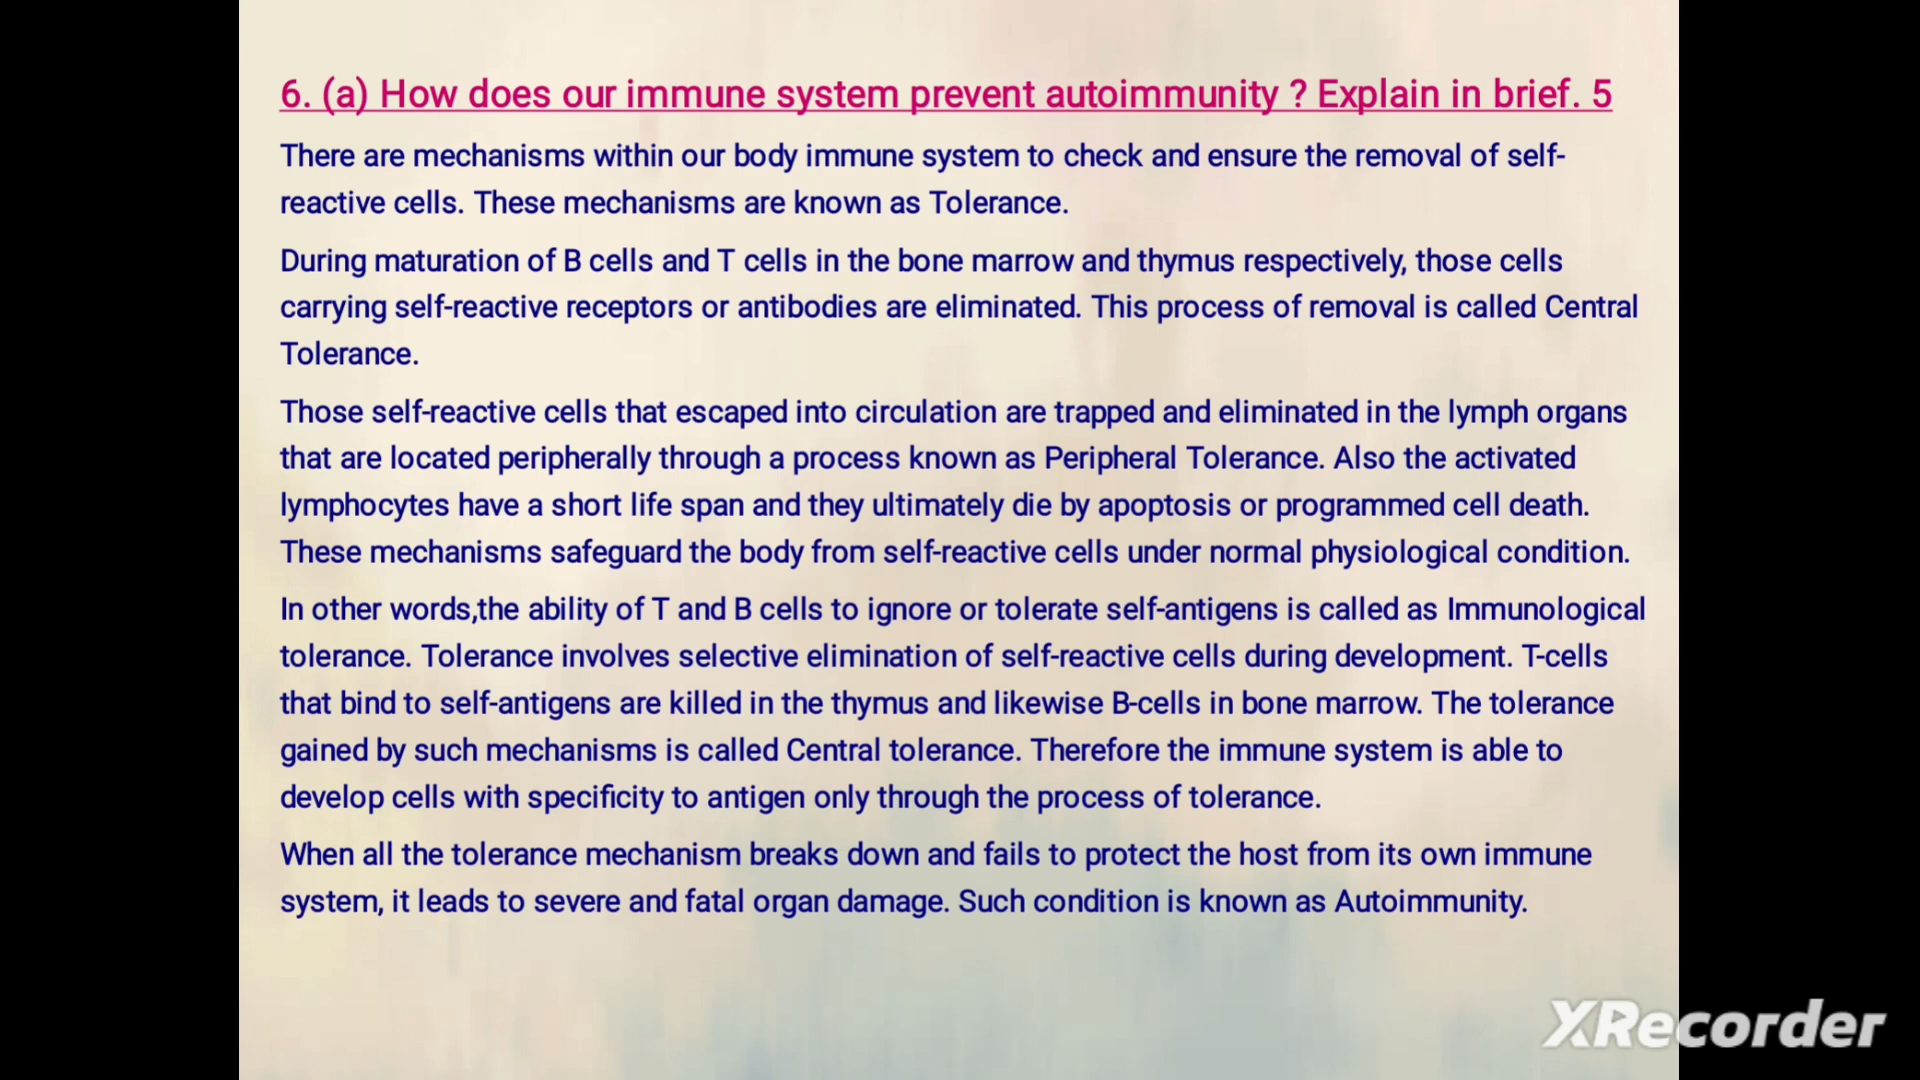 6. (a) How does our immune system prevent autoimmunity ? Explain in brief. 5
There are mechanisms within our body immune system to check and ensure the removal of self-
reactive cells. These mechanisms are known as Tolerance.
During maturation of B cells and T cells in the bone marrow and thymus respectively, those cells
carrying self-reactive receptors or antibodies are eliminated. This process of removal is called Central
Tolerance.
Those self-reactive cells that escaped into circulation are trapped and eliminated in the lymph organs
that are located peripherally through a process known as Peripheral Tolerance. Also the activated
lymphocytes have a short life span and they ultimately die by apoptosis or programmed cell death.
These mechanisms safeguard the body from self-reactive cells under normal physiological condition.
In other words,the ability of T and B cells to ignore or tolerate self-antigens is called as Immunological
tolerance. Tolerance involves selective elimination of self-reactive cells during development. T-cells
that bind to self-antigens are killed in the thymus and likewise B-cells in bone marrow. The tolerance
gained by such mechanisms is called Central tolerance. Therefore the immune system is able to
develop cells with specificity to antigen only through the process of tolerance.
When all the tolerance mechanism breaks down and fails to protect the host from its own immune
system, it leads to severe and fatal organ damage. Such condition is known as Autoimmunity.
XRecorder